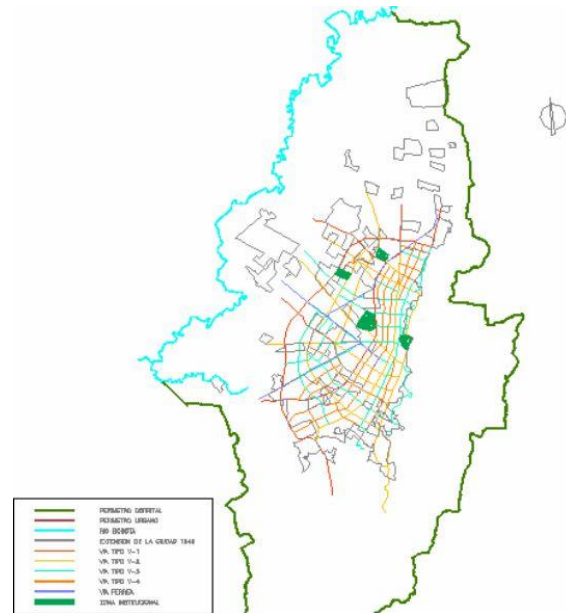 PERIMETRO DISTRITAL
PERIMETRO URBANO
RIO BOGOTA
EXTENSION DE LA CIUDAD 1948
VIA TIPO V-1
VIA TIPO V-2
VIA TIPO V-3
VIA TIPO V-4
VIA FERREA
ZONA INSTITUCIONAL